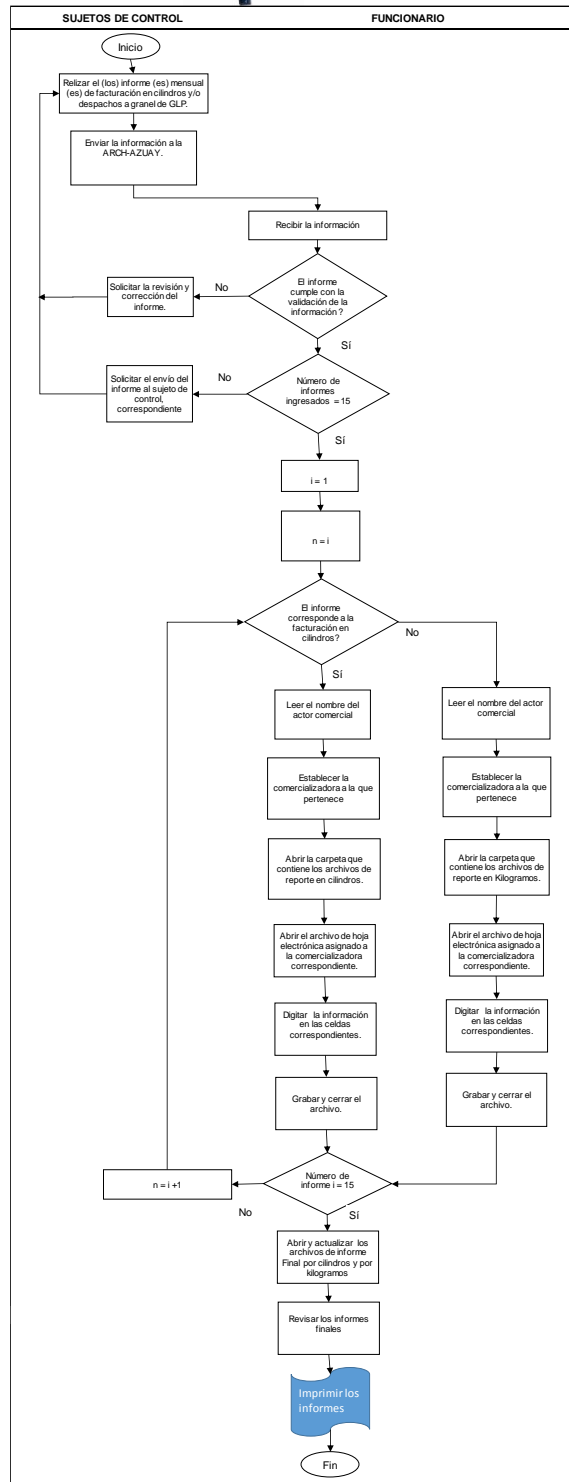 SUJETOS DE CONTROL
FUNCIONARIO
Inicio
Relizar el (los) informe (es) mensual
(es) de facturación en cilindros y/o
despachos a granel de GLP.
Enviar la información a la
ARCH-AZUAY.
Recibir la información
El informe
cumple con la
validación de la
información ?
No
Solicitar la revisión y
corrección del
informe.
Sí
Número de
informes
ingresados = 15
No
Solicitar el envío del
informe al sujeto de
control,
correspondiente
Sí
i = 1
n = i
El informe
corresponde a la
facturación en
cilindros?
No
Sí
Leer el nombre del
actor comercial
Establecer la
comercializadora a la que
pertenece
Abrir la carpeta que
contiene los archivos de
reporte en cilindros.
Abrir el archivo de hoja
electrónica asignado a
la comercializadora
correspondiente.
Digitar la información
en las celdas
correspondientes.
Grabar y cerrar el
archivo.
Leer el nombre del actor
comercial
Establecer la
comercializadora a la que
pertenece
Abrir la carpeta que
contiene los archivos de
reporte en Kilogramos.
Abrir el archivo de hoja
electrónica asignado a
la comercializadora
correspondiente.
Digitar la información
en las celdas
correspondientes.
Grabar y cerrar el
archivo.
Número de
informe i = 15
No
n = i +1
Sí
Abrir y actualizar los
archivos de informe
Final por cilindros y por
kilogramos
Revisar los informes
finales
Imprimir los
informes
Fin